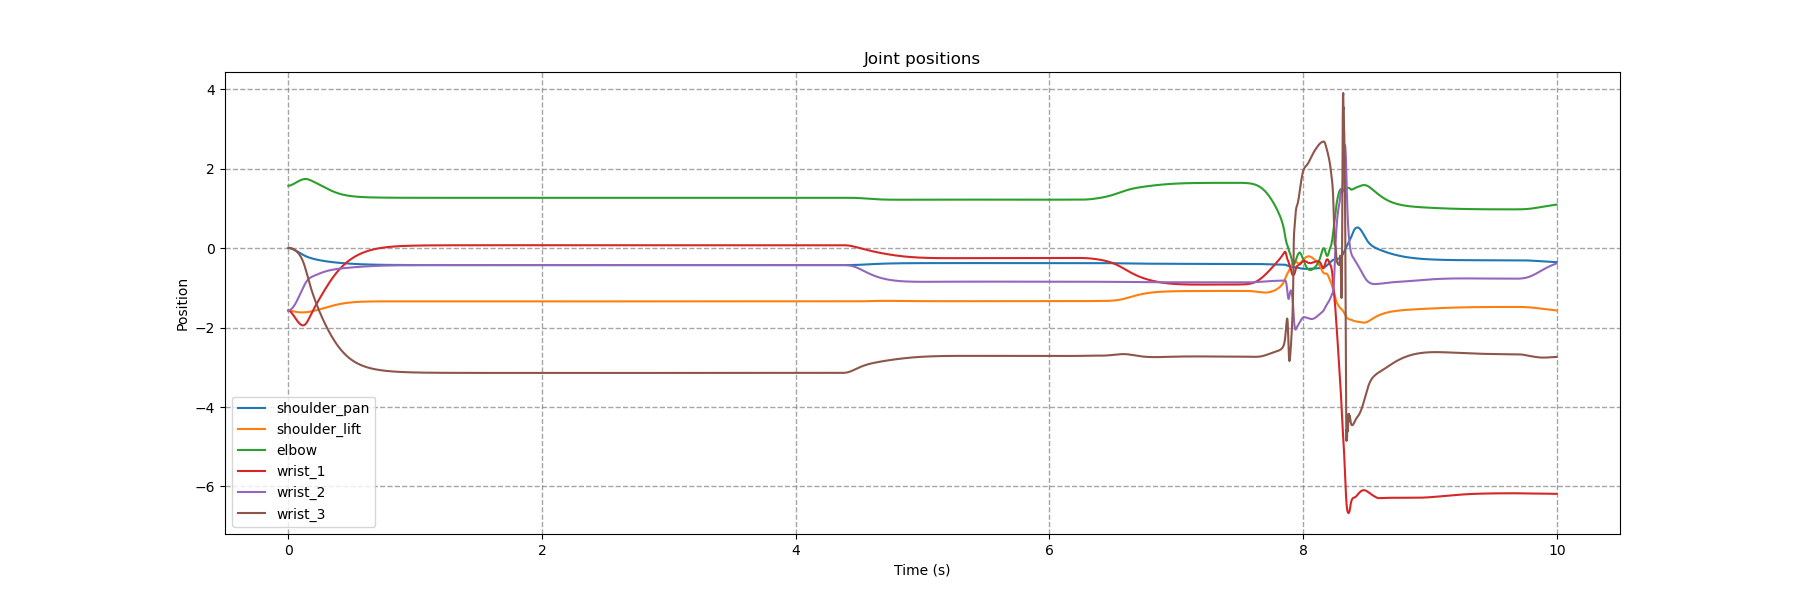 Joint positions
4
2
0
−2
−4
−6
Position
shoulder_pan
shoulder_lift
elbow
wrist_1
wrist_2
wrist_3
0 2 4 6 8 10
Time (s)